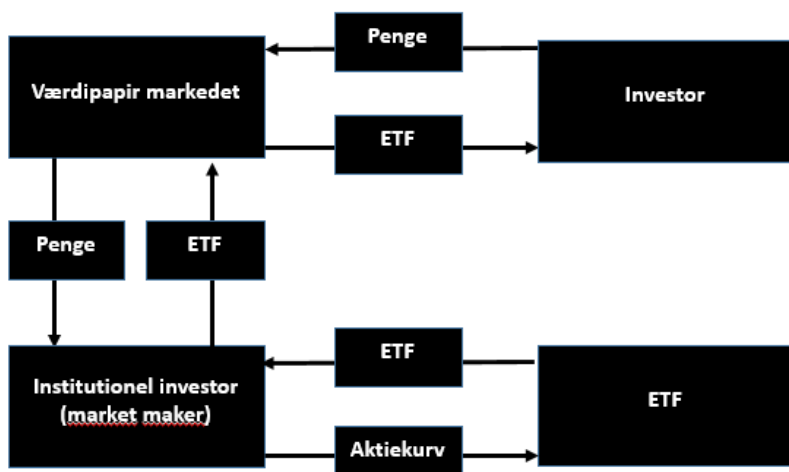 Penge
Værdipapir markedet
Investor
ETF
Penge
ETF
ETF
Institutionel investor
(market maker)
ETF
Aktiekurv